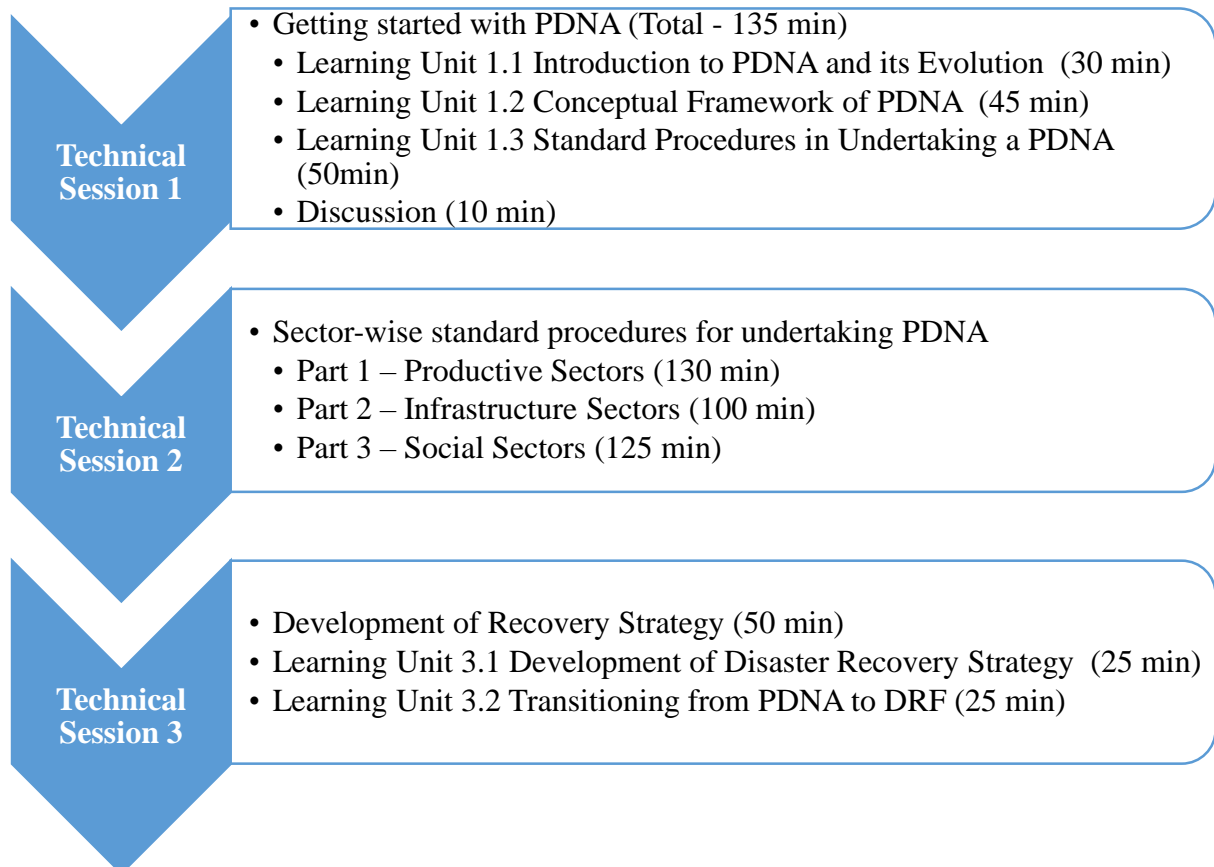 Technical
Session 1
• Getting started with PDNA (Total - 135 min)
• Learning Unit 1.1 Introduction to PDNA and its Evolution (30 min)
• Learning Unit 1.2 Conceptual Framework of PDNA (45 min)
• Learning Unit 1.3 Standard Procedures in Undertaking a PDNA
(50min)
• Discussion (10 min)
Technical
Session 2
• Sector-wise standard procedures for undertaking PDNA
• Part 1 – Productive Sectors (130 min)
• Part 2 – Infrastructure Sectors (100 min)
• Part 3 – Social Sectors (125 min)
Technical
Session 3
• Development of Recovery Strategy (50 min)
• Learning Unit 3.1 Development of Disaster Recovery Strategy (25 min)
• Learning Unit 3.2 Transitioning from PDNA to DRF (25 min)